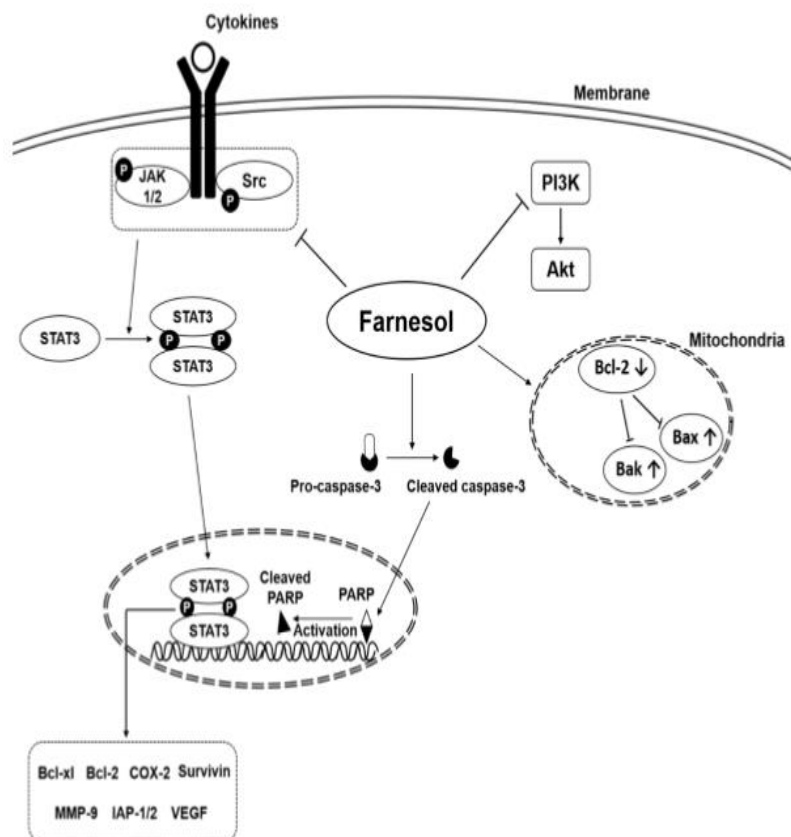 Cytokines
Membrane
P
JAK
1/2
Src
P
PI3K
Akt
Farnesol
STAT3
STAT3
P P
STAT3
Mitochondria
Bcl-2 ↓
Bax ↑
Bak ↑
Pro-caspase-3 Cleaved caspase-3
STAT3
P P
STAT3
Cleaved
PARP
PARP
Activation
Bcl-xl Bcl-2 COX-2 Survivin
MMP-9 IAP-1/2 VEGF